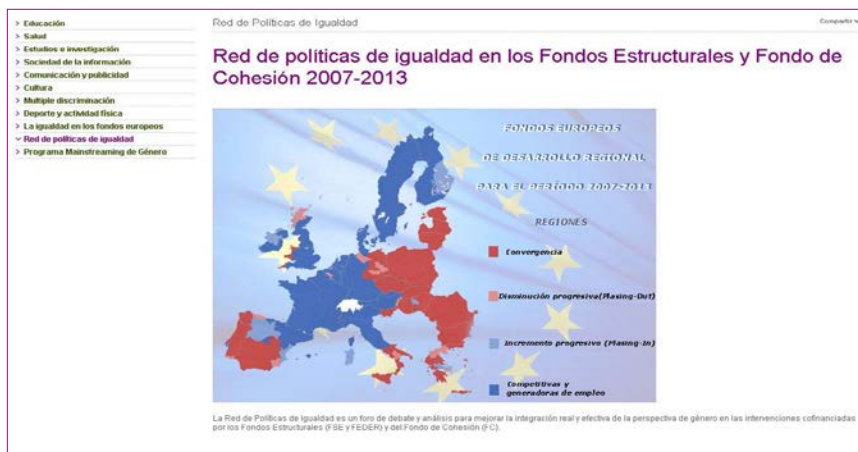 > Educación
> Salud
> Estudios e investigación
> Sociedad de la información
> Comunicación y publicidad
> Cultura
> Multiple discriminación
> Deporte y actividad física
> La igualdad en los fondos europeos
Red de políticas de igualdad
> Programa Mainstreaming de Género
Red de Políticas de Igualdad
Compartir
Red de políticas de igualdad en los Fondos Estructurales y Fondo de
Cohesión 2007-2013
FONDOS EUROPEOS
DE DESARROLLO REGIONAL
PARA EL PERÍODO 2007-2013
REGIONES
Convergencia
Disminución progresiva(Plasing-Out)
Incremento progresivo (Plasing-In)
Competitivas y
generadoras de empleo
La Red de Políticas de Igualdad es un foro de debate y análisis para mejorar la integración real y efectiva de la perspectiva de género en las intervenciones cofinanciadas
por los Fondos Estructurales (FSE y FEDER) y del Fondo de Cohesión (FC).